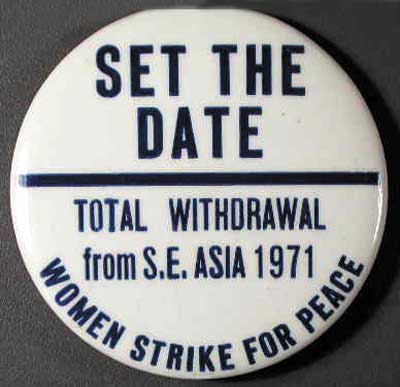 SET THE
DATE
TOTAL WITHDRAWAL
from S.E. ASIA 1971
WOMEN STRIKE FOR PEACE